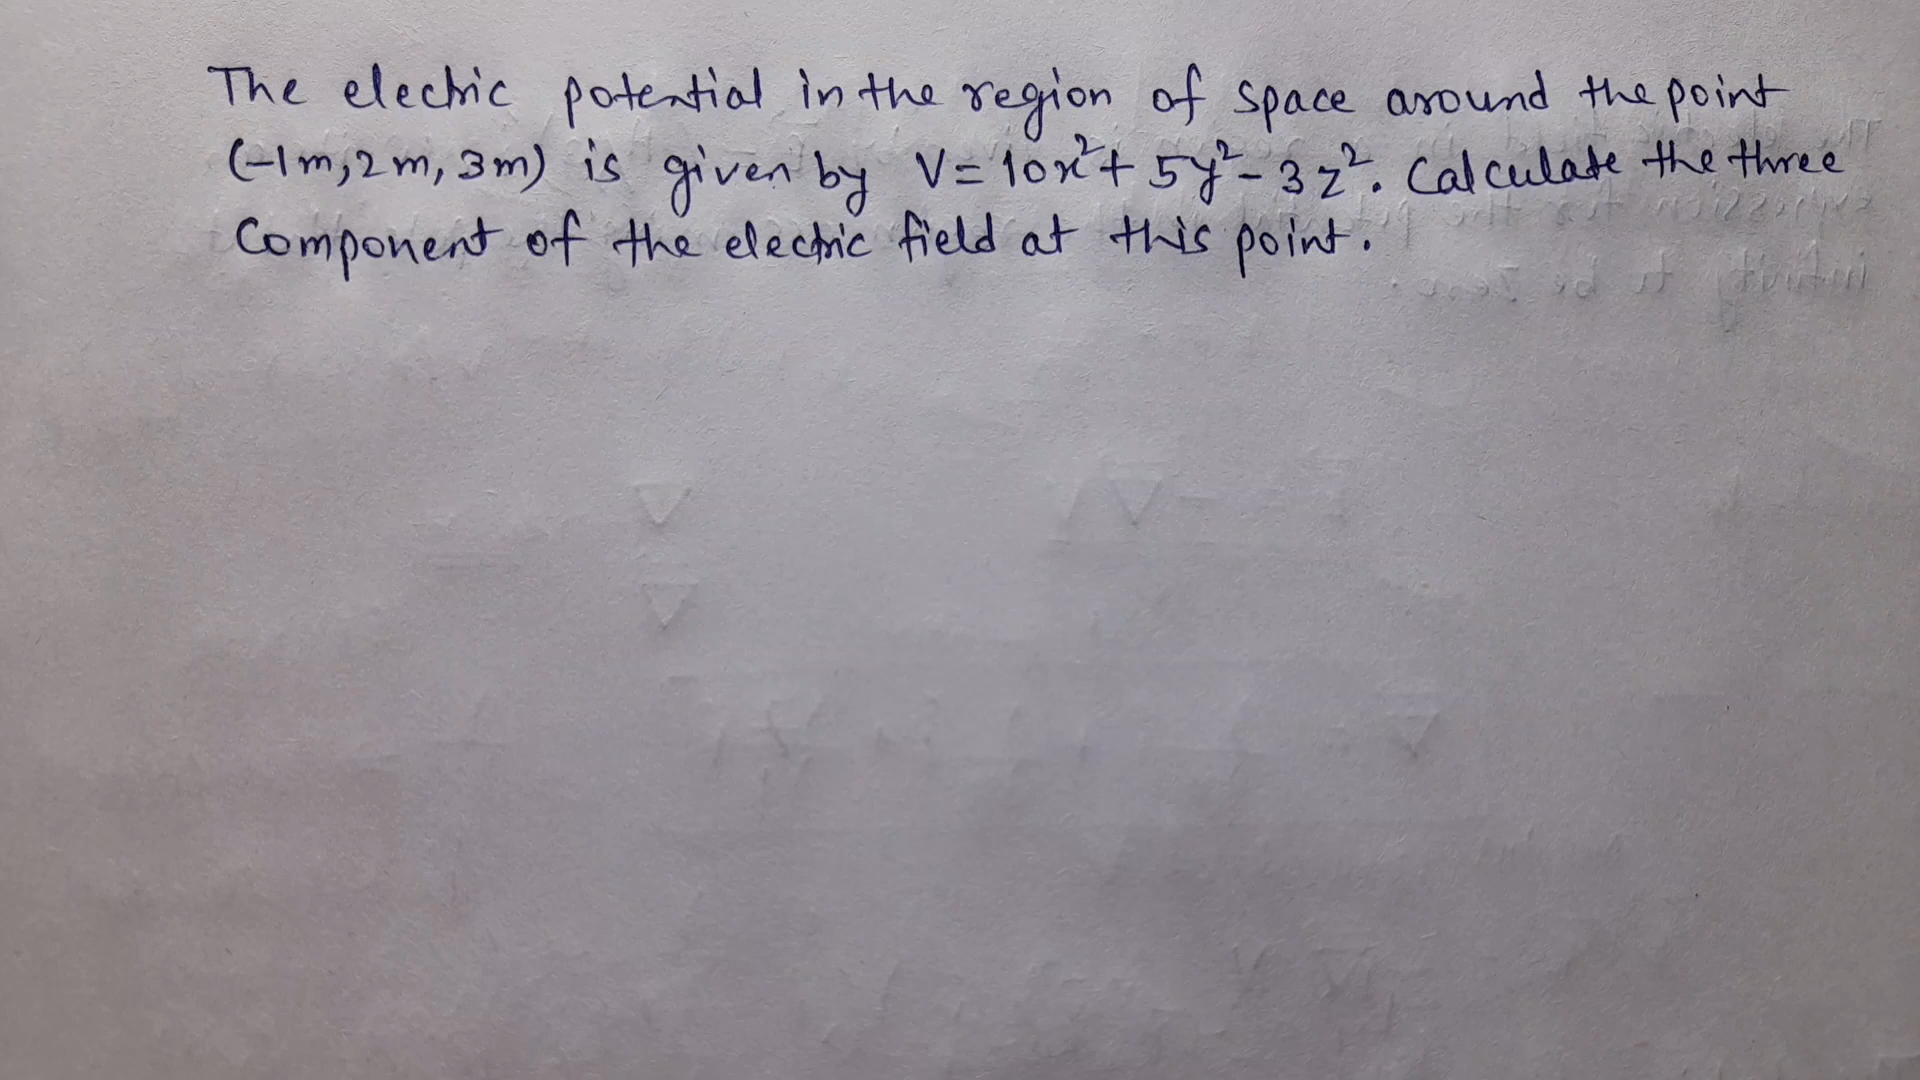 The electric potential in the region of space around the point
(-1m, 2m, 3m) is given by V = 10x² + 5y² - 3z². Calculate the three
Component of the electric field at this point.